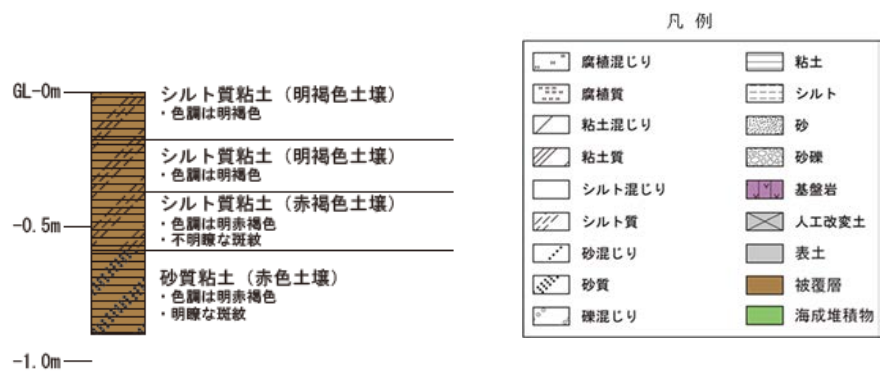 凡 例
GL-0m
シルト質粘土（明褐色土壌）
・色調は明褐色
シルト質粘土（明褐色土壌）
・色調は明褐色
シルト質粘土（赤褐色土壌）
・色調は明赤褐色
・不明瞭な斑紋
-0.5m
砂質粘土（赤色土壌）
・色調は明赤褐色
・明瞭な斑紋
-1.0m
腐植混じり
腐植質
粘土混じり
粘土質
シルト混じり
シルト質
砂混じり
砂質
礫混じり
粘土
シルト
砂
砂礫
基盤岩
人工改変土
表土
被覆層
海成堆積物